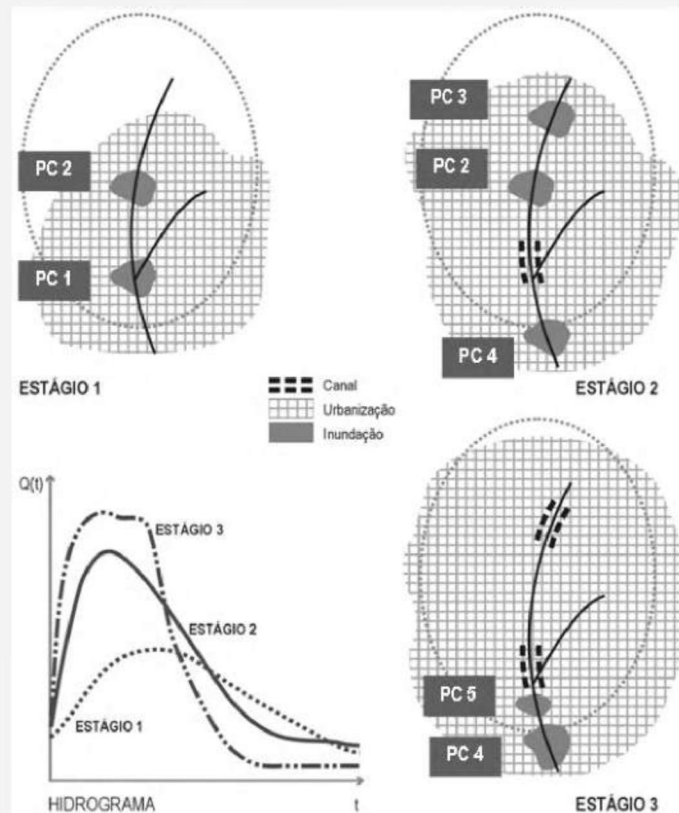 PC 2
PC 1
ESTÁGIO 1
PC 3
PC 2
PC 4
ESTÁGIO 2
Canal
Urbanização
Inundação
Q(t)
ESTÁGIO 3
ESTÁGIO 2
ESTÁGIO 1
HIDROGRAMA
t
PC 5
PC 4
ESTÁGIO 3